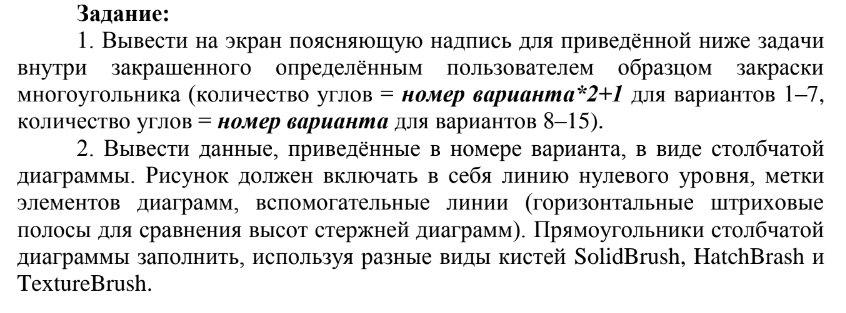 Задание:
1. Вывести на экран поясняющую надпись для приведённой ниже задачи
внутри закрашенного определённым пользователем образцом закраски
многоугольника (количество углов = номер варианта*2+1 для вариантов 1–7,
количество углов = номер варианта для вариантов 8–15).
2. Вывести данные, приведённые в номере варианта, в виде столбчатой
диаграммы. Рисунок должен включать в себя линию нулевого уровня, метки
элементов диаграмм, вспомогательные линии (горизонтальные штриховые
полосы для сравнения высот стержней диаграмм). Прямоугольники столбчатой
диаграммы заполнить, используя разные виды кистей SolidBrush, HatchBrash и
TextureBrush.